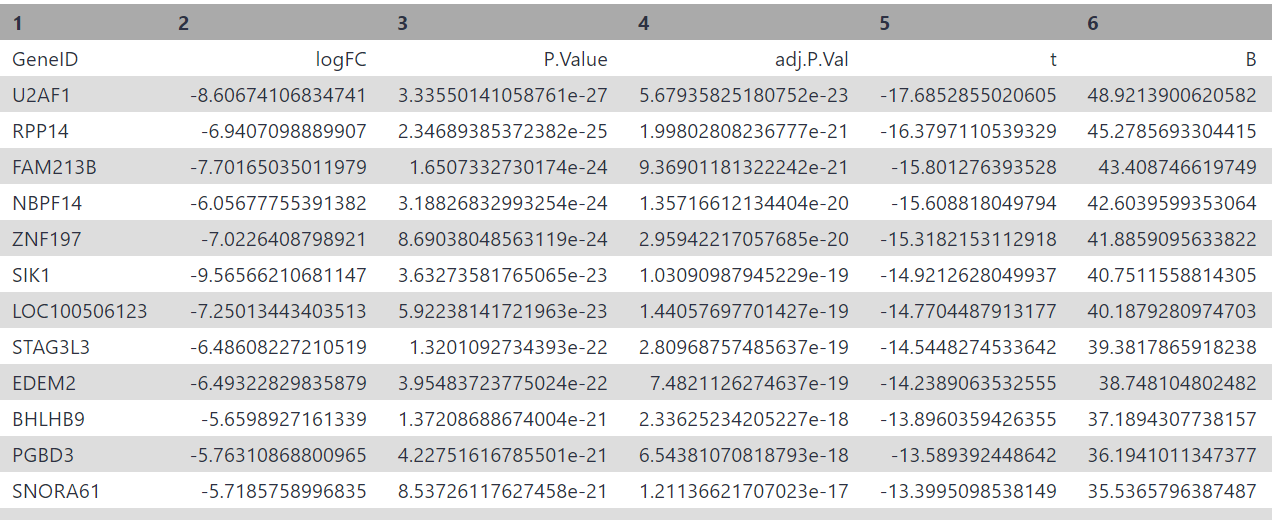 1 2 3 4 5 6
GeneID logFC P.Value adj.P.Val t B
U2AF1 -8.60674106834741 3.33550141058761e-27 5.67935825180752e-23 -17.6852855020605 48.9213900620582
RPP14 -6.9407098889907 2.34689385372382e-25 1.99802808236777e-21 -16.3797110539329 45.2785693304415
FAM213B -7.70165035011979 1.6507332730174e-24 9.36901181322242e-21 -15.801276393528 43.408746619749
NBPF14 -6.05677755391382 3.18826832993254e-24 1.35716612134404e-20 -15.608818049794 42.6039599353064
ZNF197 -7.0226408798921 8.69038048563119e-24 2.95942217057685e-20 -15.3182153112918 41.8859095633822
SIK1 -9.56566210681147 3.63273581765065e-23 1.03090987945229e-19 -14.9212628049937 40.7511558814305
LOC100506123 -7.25013443403513 5.92238141721963e-23 1.44057697701427e-19 -14.7704487913177 40.1879280974703
STAG3L3 -6.48608227210519 1.3201092734393e-22 2.80968757485637e-19 -14.5448274533642 39.3817865918238
EDEM2 -6.49322829835879 3.95483723775024e-22 7.4821126274637e-19 -14.2389063532555 38.748104802482
BHLHB9 -5.6598927161339 1.37208688674004e-21 2.33625234205227e-18 -13.8960359426355 37.1894307738157
PGBD3 -5.76310868800965 4.22751616785501e-21 6.54381070818793e-18 -13.589392448642 36.1941011347377
SNORA61 -5.7185758996835 8.53726117627458e-21 1.21136621707023e-17 -13.3995098538149 35.5365796387487